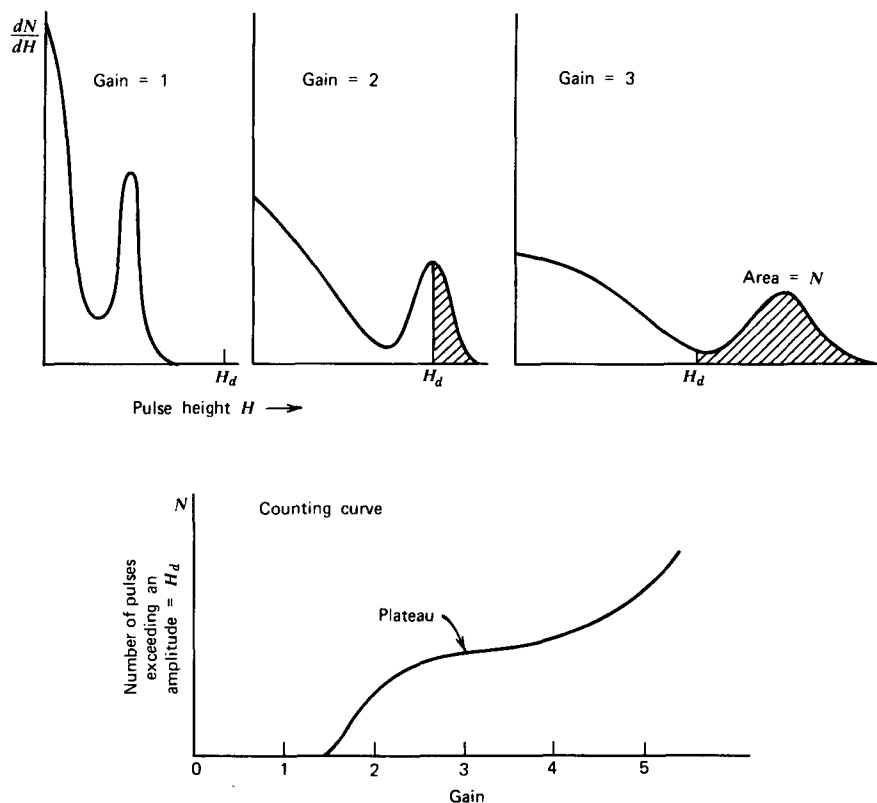 dN
dH
Gain = 1
Gain = 2
Gain = 3
Area = N
H_d
H_d
H_d
Pulse height H →
N
Counting curve
Number of pulses
exceeding an
amplitude = H_d
Plateau
0 1 2 3 4 5
Gain